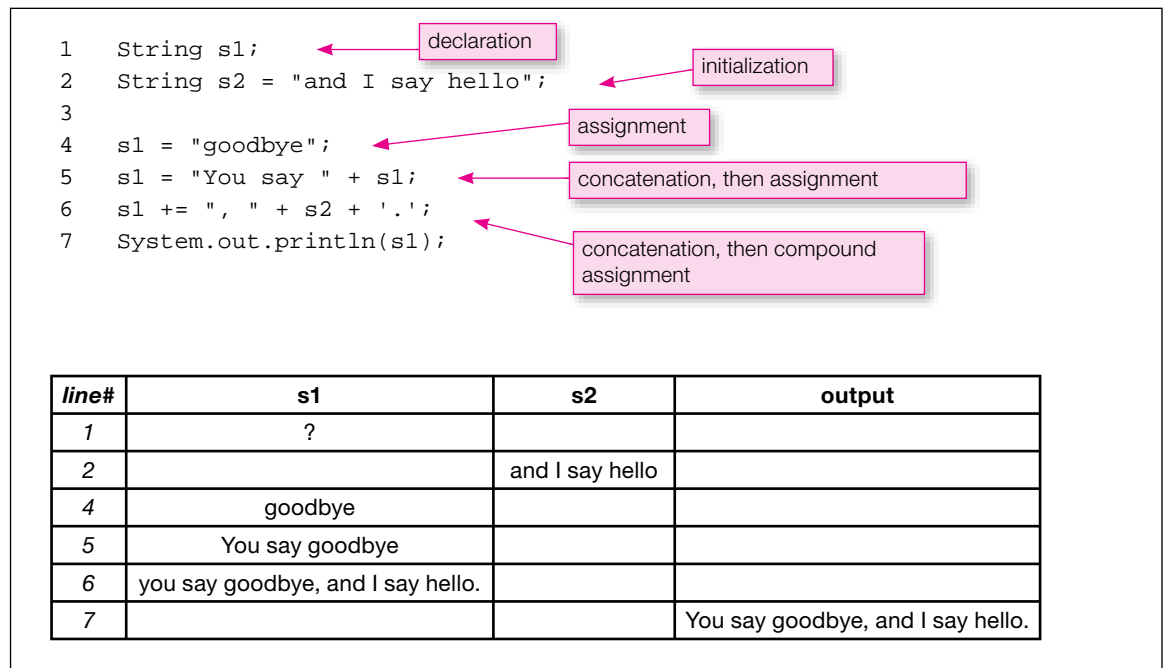 1 String s1;
declaration
2 String s2 = "and I say hello";
initialization
3
4 s1 = "goodbye";
assignment
5 s1 = "You say " + s1;
concatenation, then assignment
6 s1 += ", " + s2 + '.';
7 System.out.println(s1);
concatenation, then compound
assignment
line# s1 s2 output
1 ?
2 and I say hello
4 goodbye
5 You say goodbye
6 you say goodbye, and I say hello.
7 You say goodbye, and I say hello.